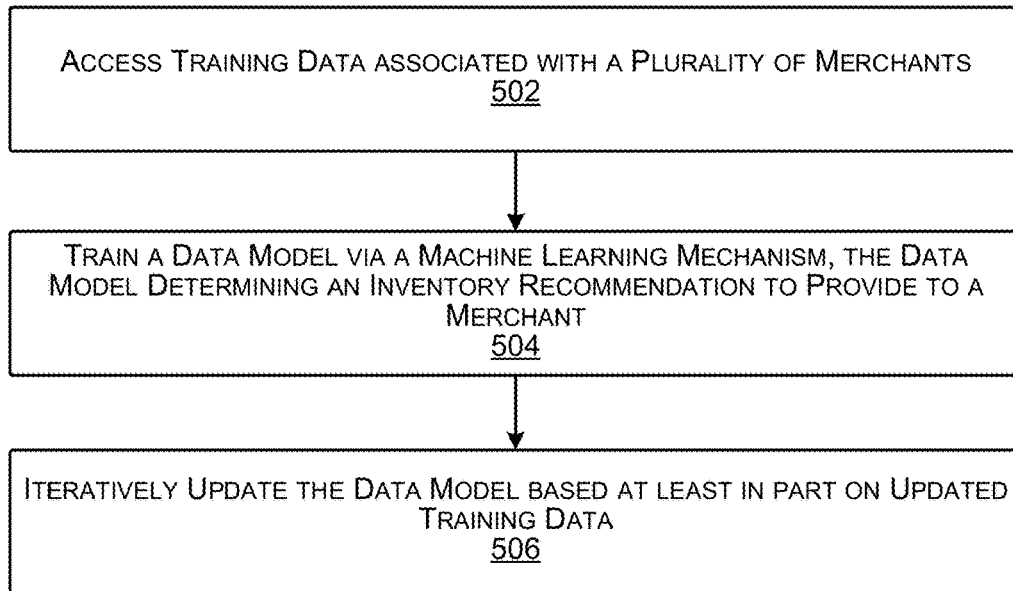 ACCESS TRAINING DATA ASSOCIATED WITH A PLURALITY OF MERCHANTS
502
TRAIN A DATA MODEL VIA A MACHINE LEARNING MECHANISM, THE DATA
MODEL DETERMINING AN INVENTORY RECOMMENDATION TO PROVIDE TO A
MERCHANT
504
ITERATIVELY UPDATE THE DATA MODEL BASED AT LEAST IN PART ON UPDATED
TRAINING DATA
506